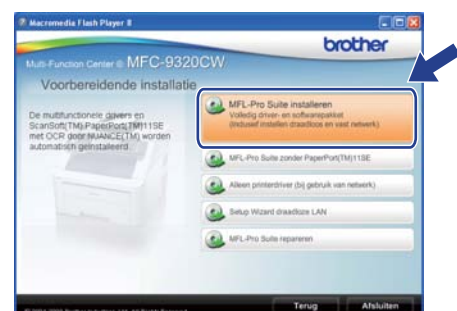 Macromedia Flash Player 8
brother
Multi-Function Center® MFC-9320CW
Voorbereidende installatie
De multifunctionele drivers en
ScanSoft(TM) PaperPort(TM)11SE
met OCR door NUANCE(TM) worden
automatisch geïnstalleerd.
MFL-Pro Suite installeren
Volledig driver- en softwarepakket
(Inclusief instellen draadloos en vast netwerk)
MFL-Pro Suite zonder PaperPort(TM)11SE
Alleen printerdriver (bij gebruik van netwerk)
Setup Wizard draadloze LAN
MFL-Pro Suite repareren
Terug
Afsluiten